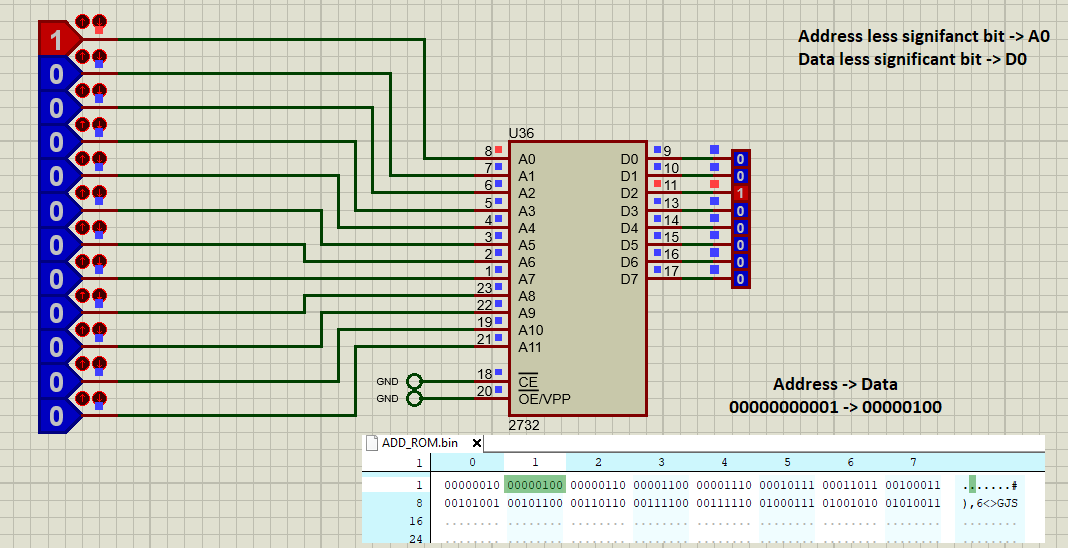 Address less signifanct bit -> A0
Data less significant bit -> D0
1
0
0
0
0
0
0
0
0
0
0
0
U36
8 A0 D0 9 0
7 A1 D1 10 0
6 A2 D2 11 1
5 A3 D3 13 0
4 A4 D4 14 0
3 A5 D5 15 0
2 A6 D6 16 0
1 A7 D7 17 0
23 A8
22 A9
19 A10
21 A11
GND 18 CE
GND 20 OE/VPP
2732
Address -> Data
00000000001 -> 00000100
ADD_ROM.bin
1 0 1 2 3 4 5 6 7
1 00000010 00000100 00000110 00001100 00001110 00010111 00011011 00100011 .......#
8 00101001 00101100 00110110 00111100 00111110 01000111 01001010 01010011 ),6<>GJS
16 ........ ........ ........ ........ ........ ........ ........ ........ ........
24 ........ ........ ........ ........ ........ ........ ........ ........ ........